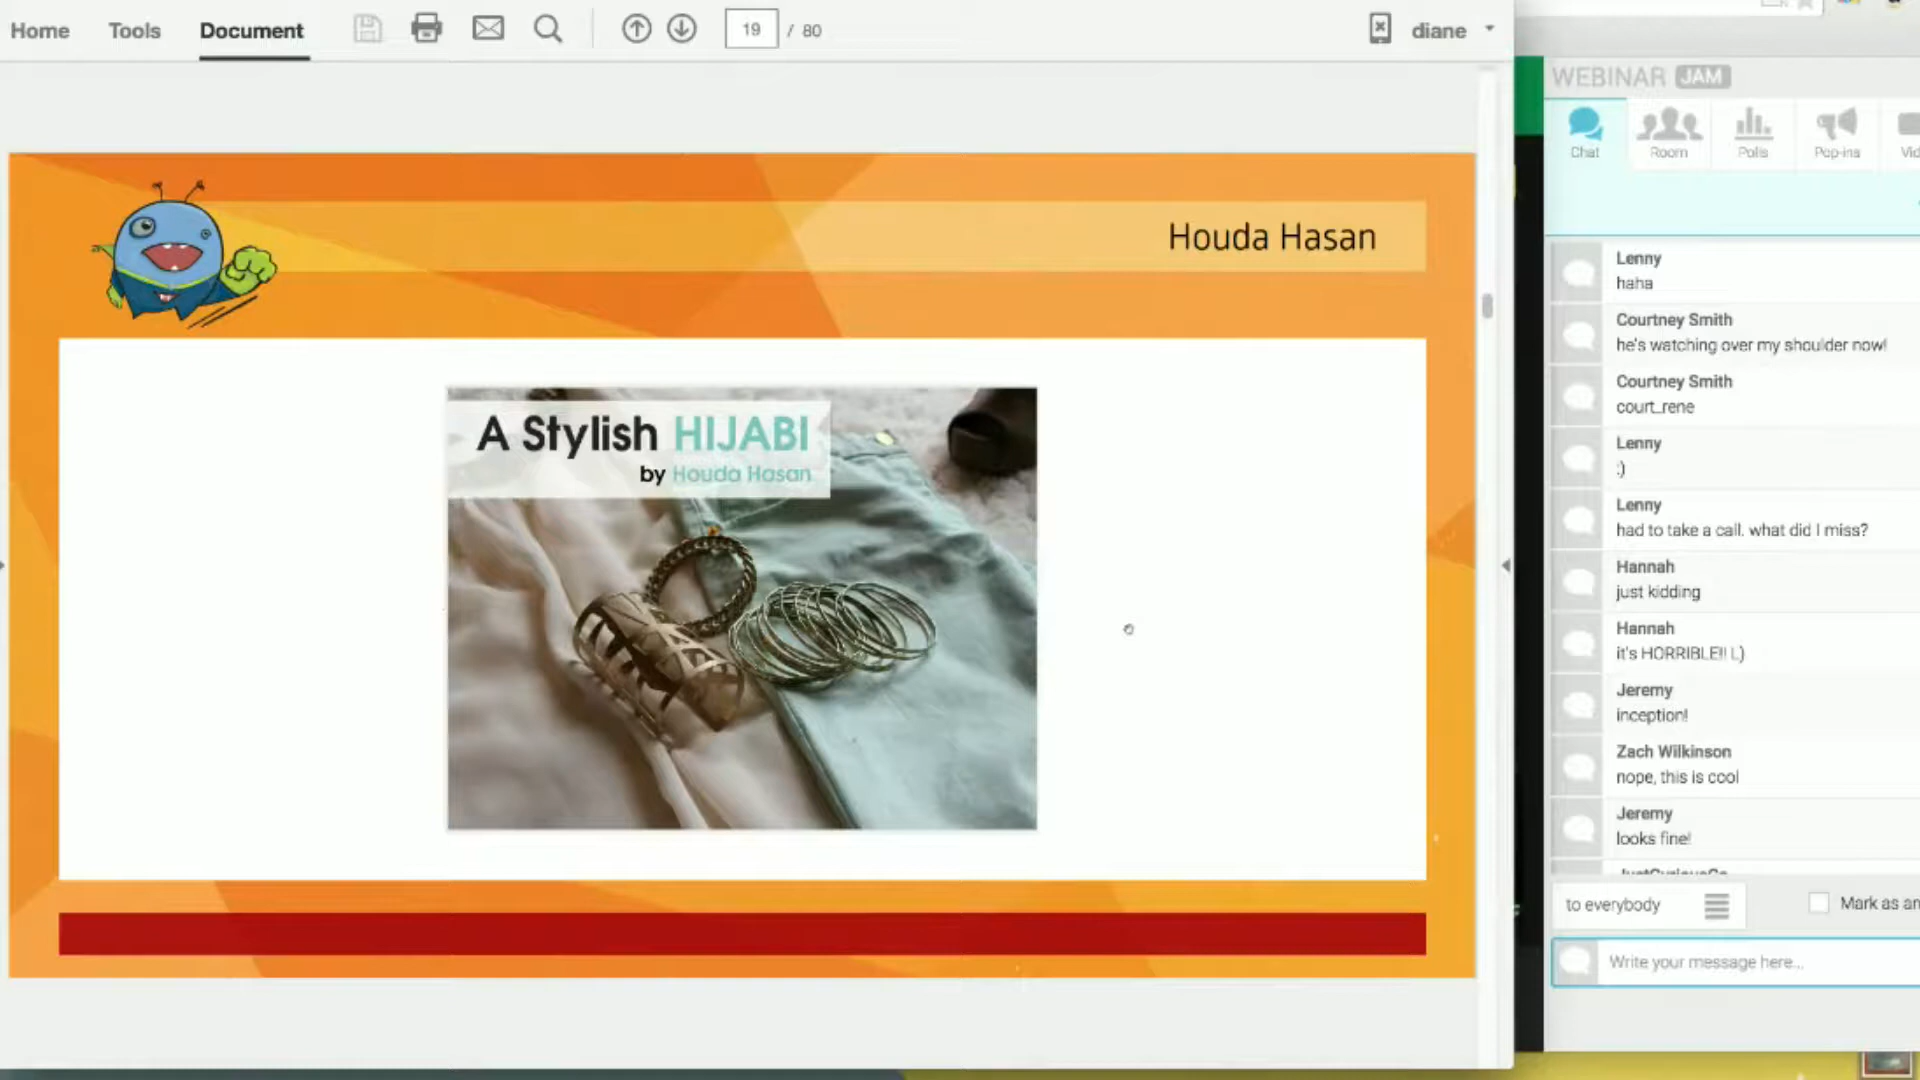 Home Tools Document 19 / 80 diane
Houda Hasan
A Stylish HIJABI
by Houda Hasan
WEBINAR JAM
Chat Room Polls Pop-ins
Lenny
haha
Courtney Smith
he's watching over my shoulder now!
Courtney Smith
court_rene
Lenny
:)
Lenny
had to take a call. what did I miss?
Hannah
just kidding
Hannah
it's HORRIBLE!! L)
Jeremy
inception!
Zach Wilkinson
nope, this is cool
Jeremy
looks fine!
to everybody Mark as
Write your message here...